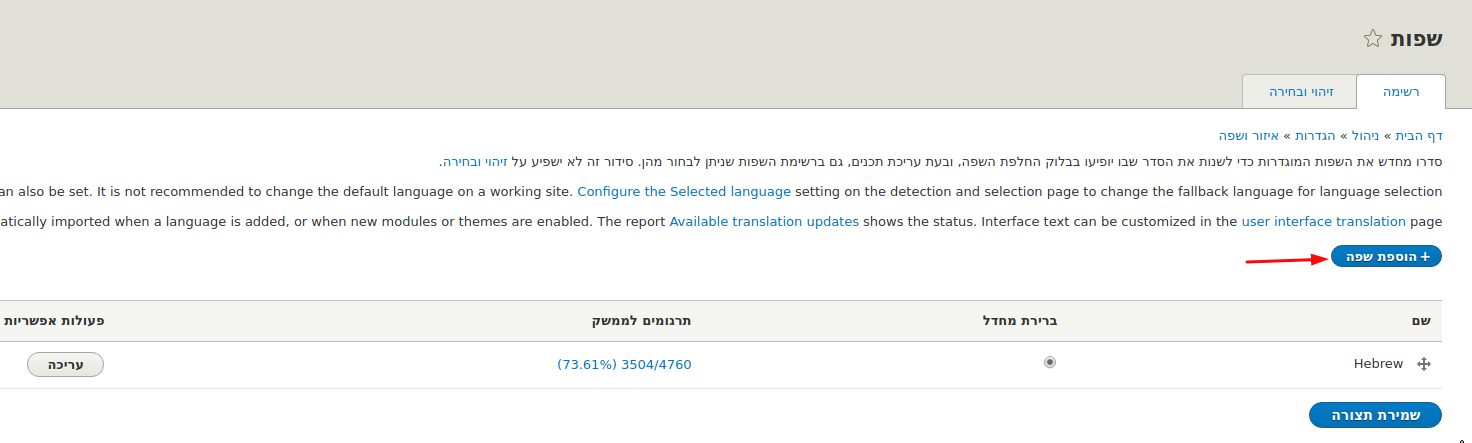 שפות
רשימה
זיהוי ובחירה
דף הבית » ניהול » הגדרות » איזור ושפה
סדרו מחדש את השפות המוגדרות כדי לשנות את הסדר שבו יופיעו בבלוק החלפת השפה, ובעת עריכת תכנים, גם ברשימת השפות שניתן לבחור מהן. סידור זה לא ישפיע על זיהוי ובחירה.
an also be set. It is not recommended to change the default language on a working site. Configure the Selected language setting on the detection and selection page to change the fallback language for language selection
atically imported when a language is added, or when new modules or themes are enabled. The report Available translation updates shows the status. Interface text can be customized in the user interface translation page
+ הוספת שפה
שם ברירת מחדל תרגומים לממשק פעולות אפשריות
Hebrew 3504/4760 (73.61%) עריכה
שמירת תצורה